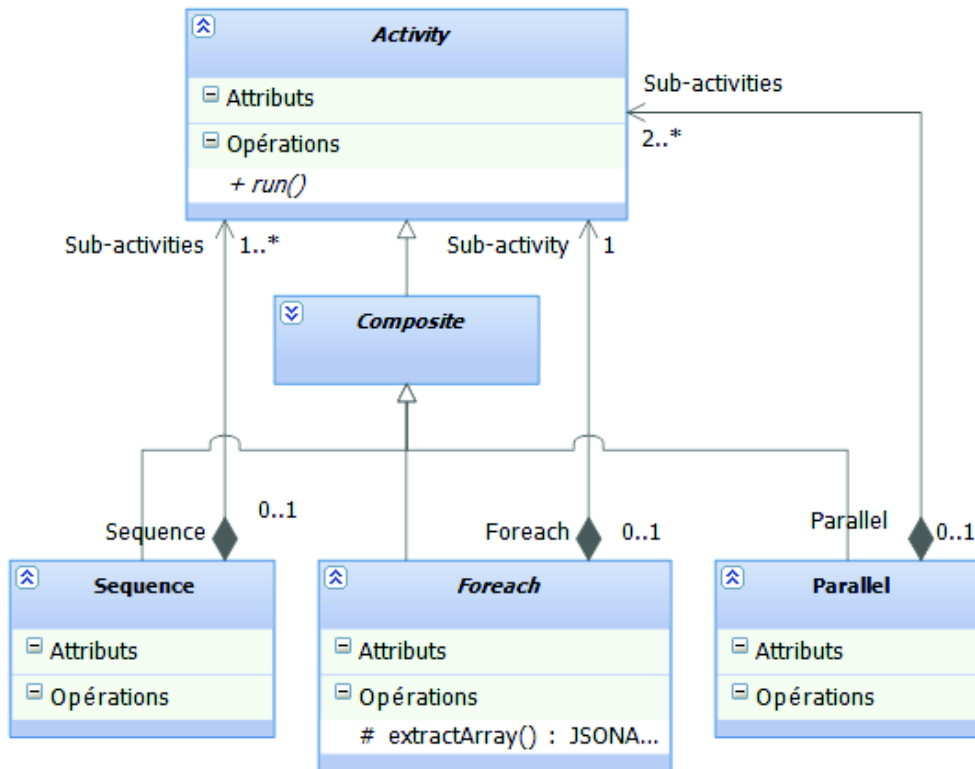 Activity
Attributs
Opérations
+ run()
Sub-activities
2..*
Sub-activities
1..*
Sub-activity
1
Composite
Sequence
0..1
Foreach
0..1
Parallel
0..1
Sequence
Attributs
Opérations
Foreach
Attributs
Opérations
# extractArray() : JSONA...
Parallel
Attributs
Opérations